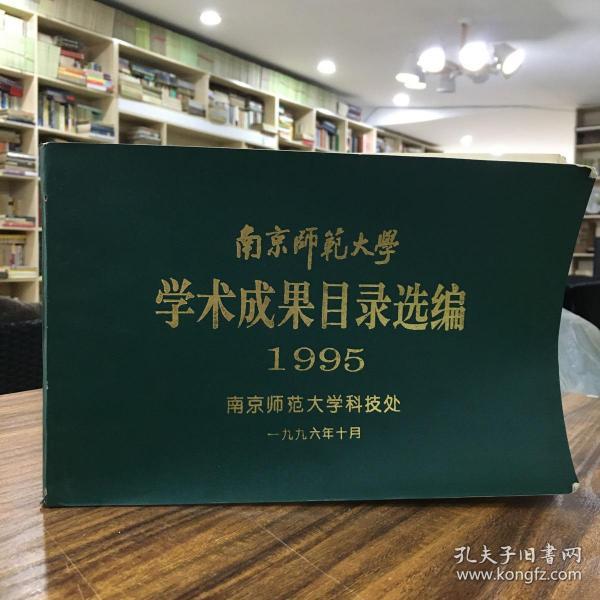 南京師範大學
学术成果目录选编
1995
南京师范大学科技处
一九九六年十月
孔夫子旧書网
www.kongfz.com